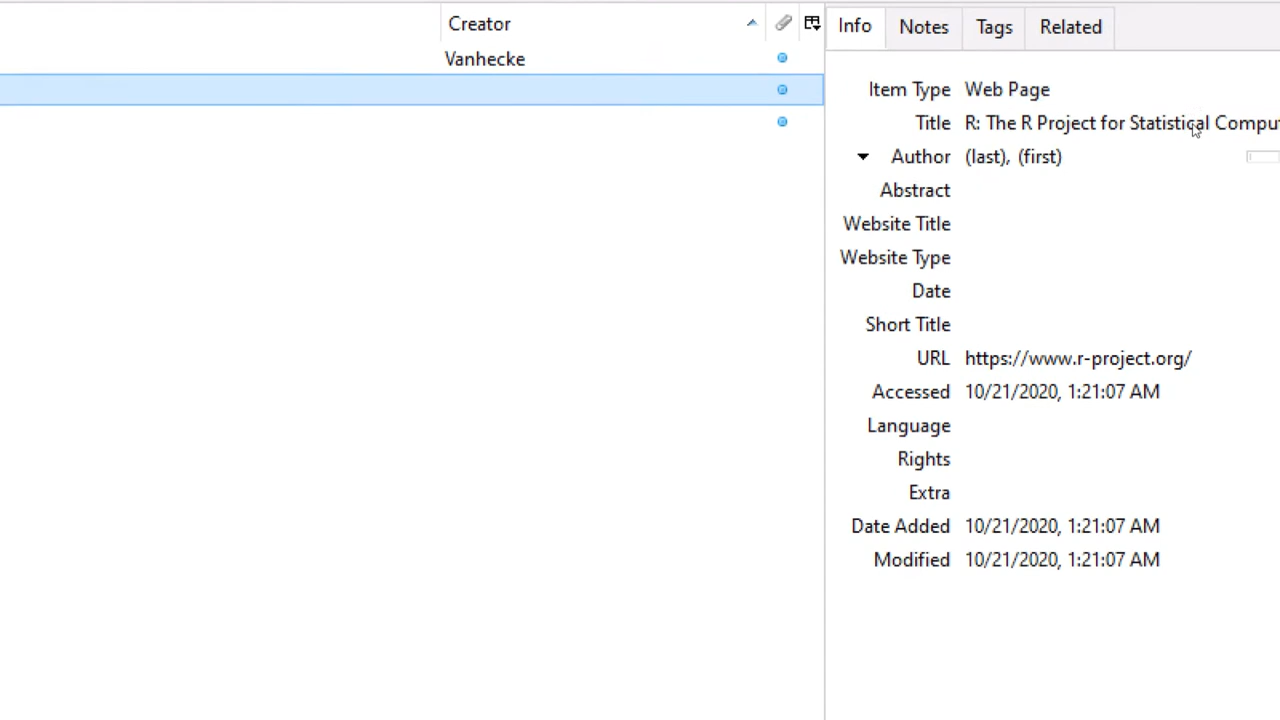 Creator
Vanhecke
Info Notes Tags Related
Item Type Web Page
Title R: The R Project for Statistical Comput
Author (last), (first)
Abstract
Website Title
Website Type
Date
Short Title
URL https://www.r-project.org/
Accessed 10/21/2020, 1:21:07 AM
Language
Rights
Extra
Date Added 10/21/2020, 1:21:07 AM
Modified 10/21/2020, 1:21:07 AM